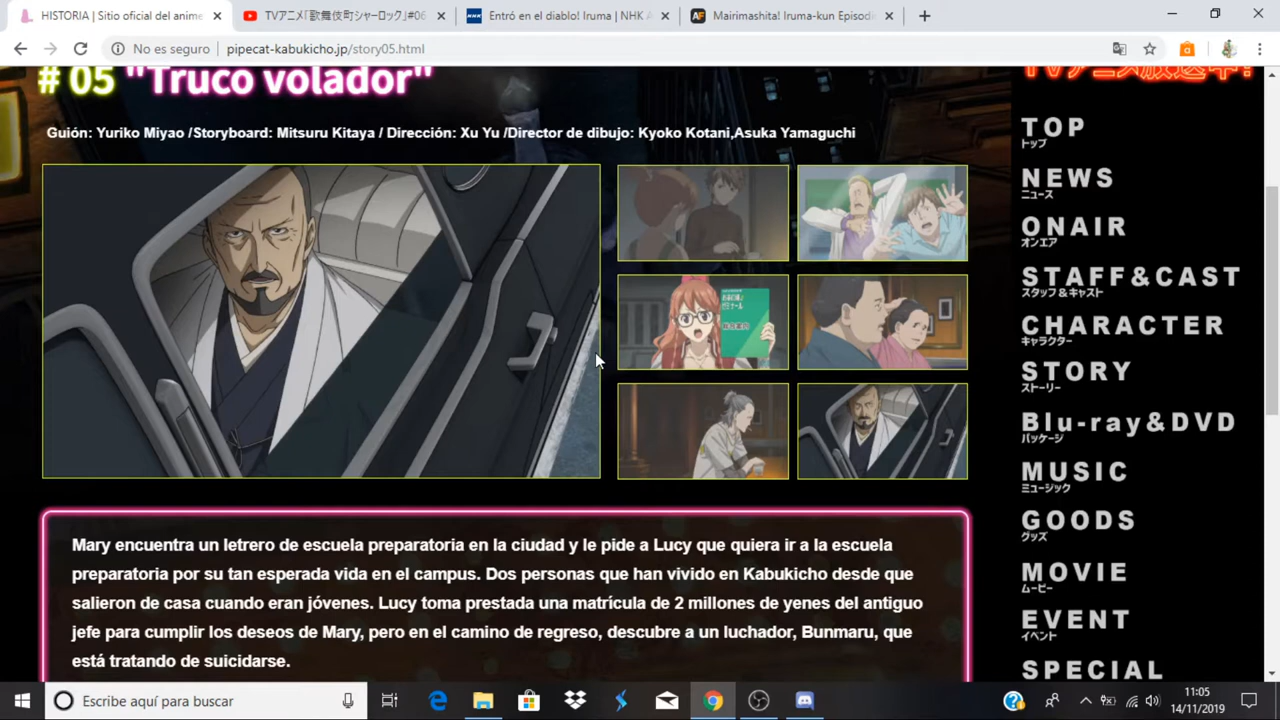 HISTORIA | Sitio oficial del anime
TVアニメ「歌舞伎町シャーロック」#06
Entró en el diablo! Iruma | NHK A
Mairimashita! Iruma-kun Episodi
No es seguro
pipecat-kabukicho.jp/story05.html
# 05 "Truco volador"
Guión: Yuriko Miyao /Storyboard: Mitsuru Kitaya / Dirección: Xu Yu /Director de dibujo: Kyoko Kotani,Asuka Yamaguchi
Mary encuentra un letrero de escuela preparatoria en la ciudad y le pide a Lucy que quiera ir a la escuela
preparatoria por su tan esperada vida en el campus. Dos personas que han vivido en Kabukicho desde que
salieron de casa cuando eran jóvenes. Lucy toma prestada una matrícula de 2 millones de yenes del antiguo
jefe para cumplir los deseos de Mary, pero en el camino de regreso, descubre a un luchador, Bunmaru, que
está tratando de suicidarse.
TVアニメ放送中!
TOP
トップ
NEWS
ニュース
ONAIR
オンエア
STAFF&CAST
スタッフ&キャスト
CHARACTER
キャラクター
STORY
ストーリー
Blu-ray&DVD
パッケージ
MUSIC
ミュージック
GOODS
グッズ
MOVIE
ムービー
EVENT
イベント
SPECIAL
Escribe aquí para buscar
11:05
14/11/2019